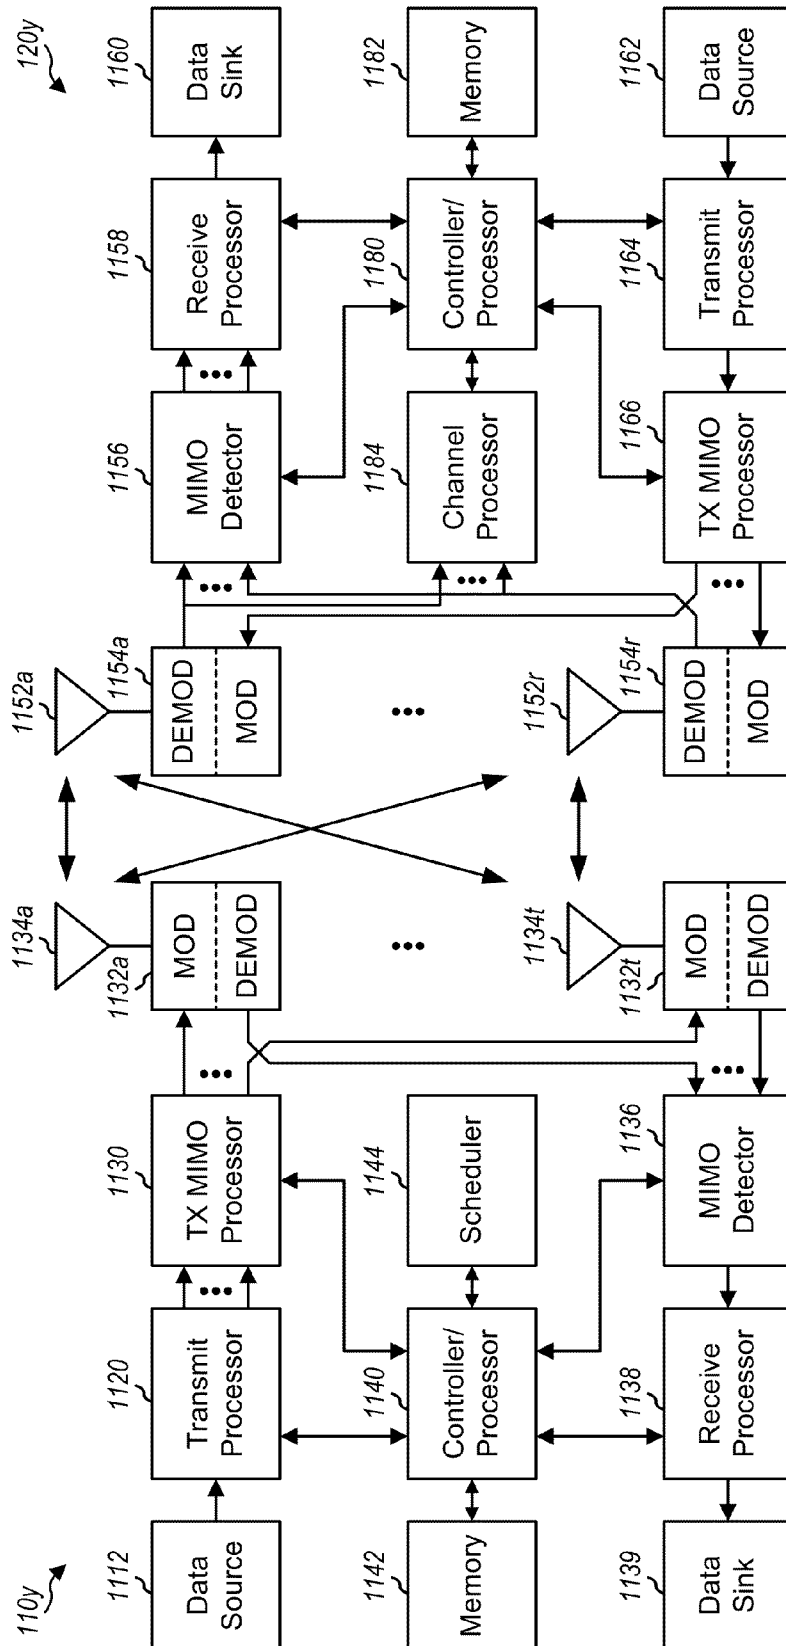 110y
120y
1112
Data
Source
1120
Transmit
Processor
1130
TX MIMO
Processor
1132a
MOD
DEMOD
1134a
1152a
1154a
DEMOD
MOD
1156
MIMO
Detector
1158
Receive
Processor
1160
Data
Sink
1142
Memory
1140
Controller/
Processor
1144
Scheduler
1184
Channel
Processor
1180
Controller/
Processor
1182
Memory
1139
Data
Sink
1138
Receive
Processor
1136
MIMO
Detector
1132t
MOD
DEMOD
1134t
1152r
1154r
DEMOD
MOD
1166
TX MIMO
Processor
1164
Transmit
Processor
1162
Data
Source